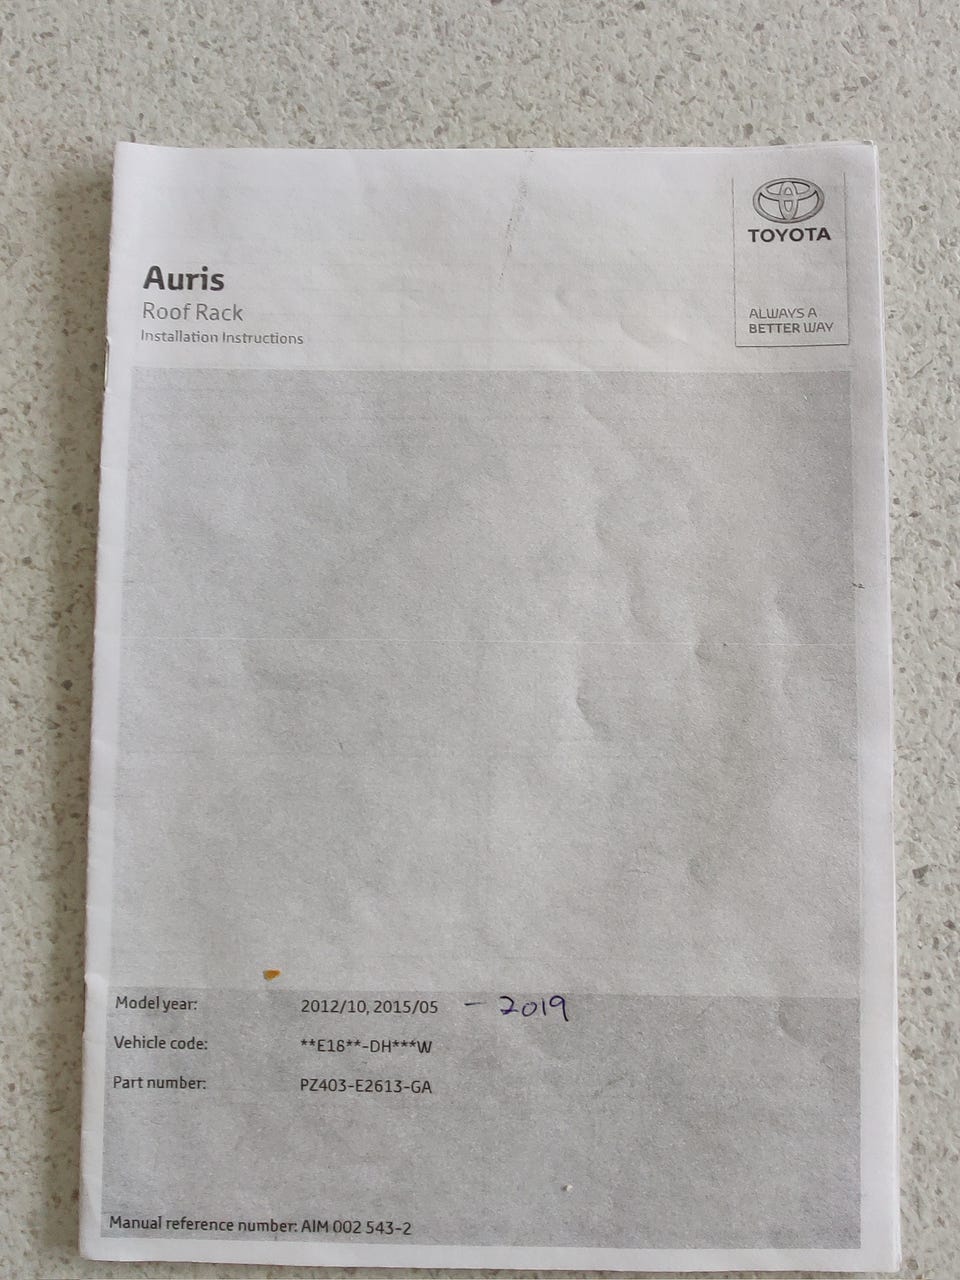 TOYOTA
ALWAYS A
BETTER WAY
Auris
Roof Rack
Installation Instructions
Model year: 2012/10, 2015/05 - 2019
Vehicle code: **E18**-DH***W
Part number: PZ403-E2613-GA
Manual reference number: AIM 002 543-2